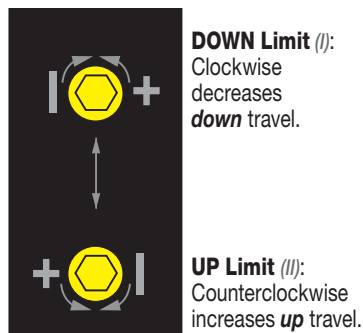 DOWN Limit (I):
Clockwise
decreases
down travel.
+
+
UP Limit (II):
Counterclockwise
increases up travel.